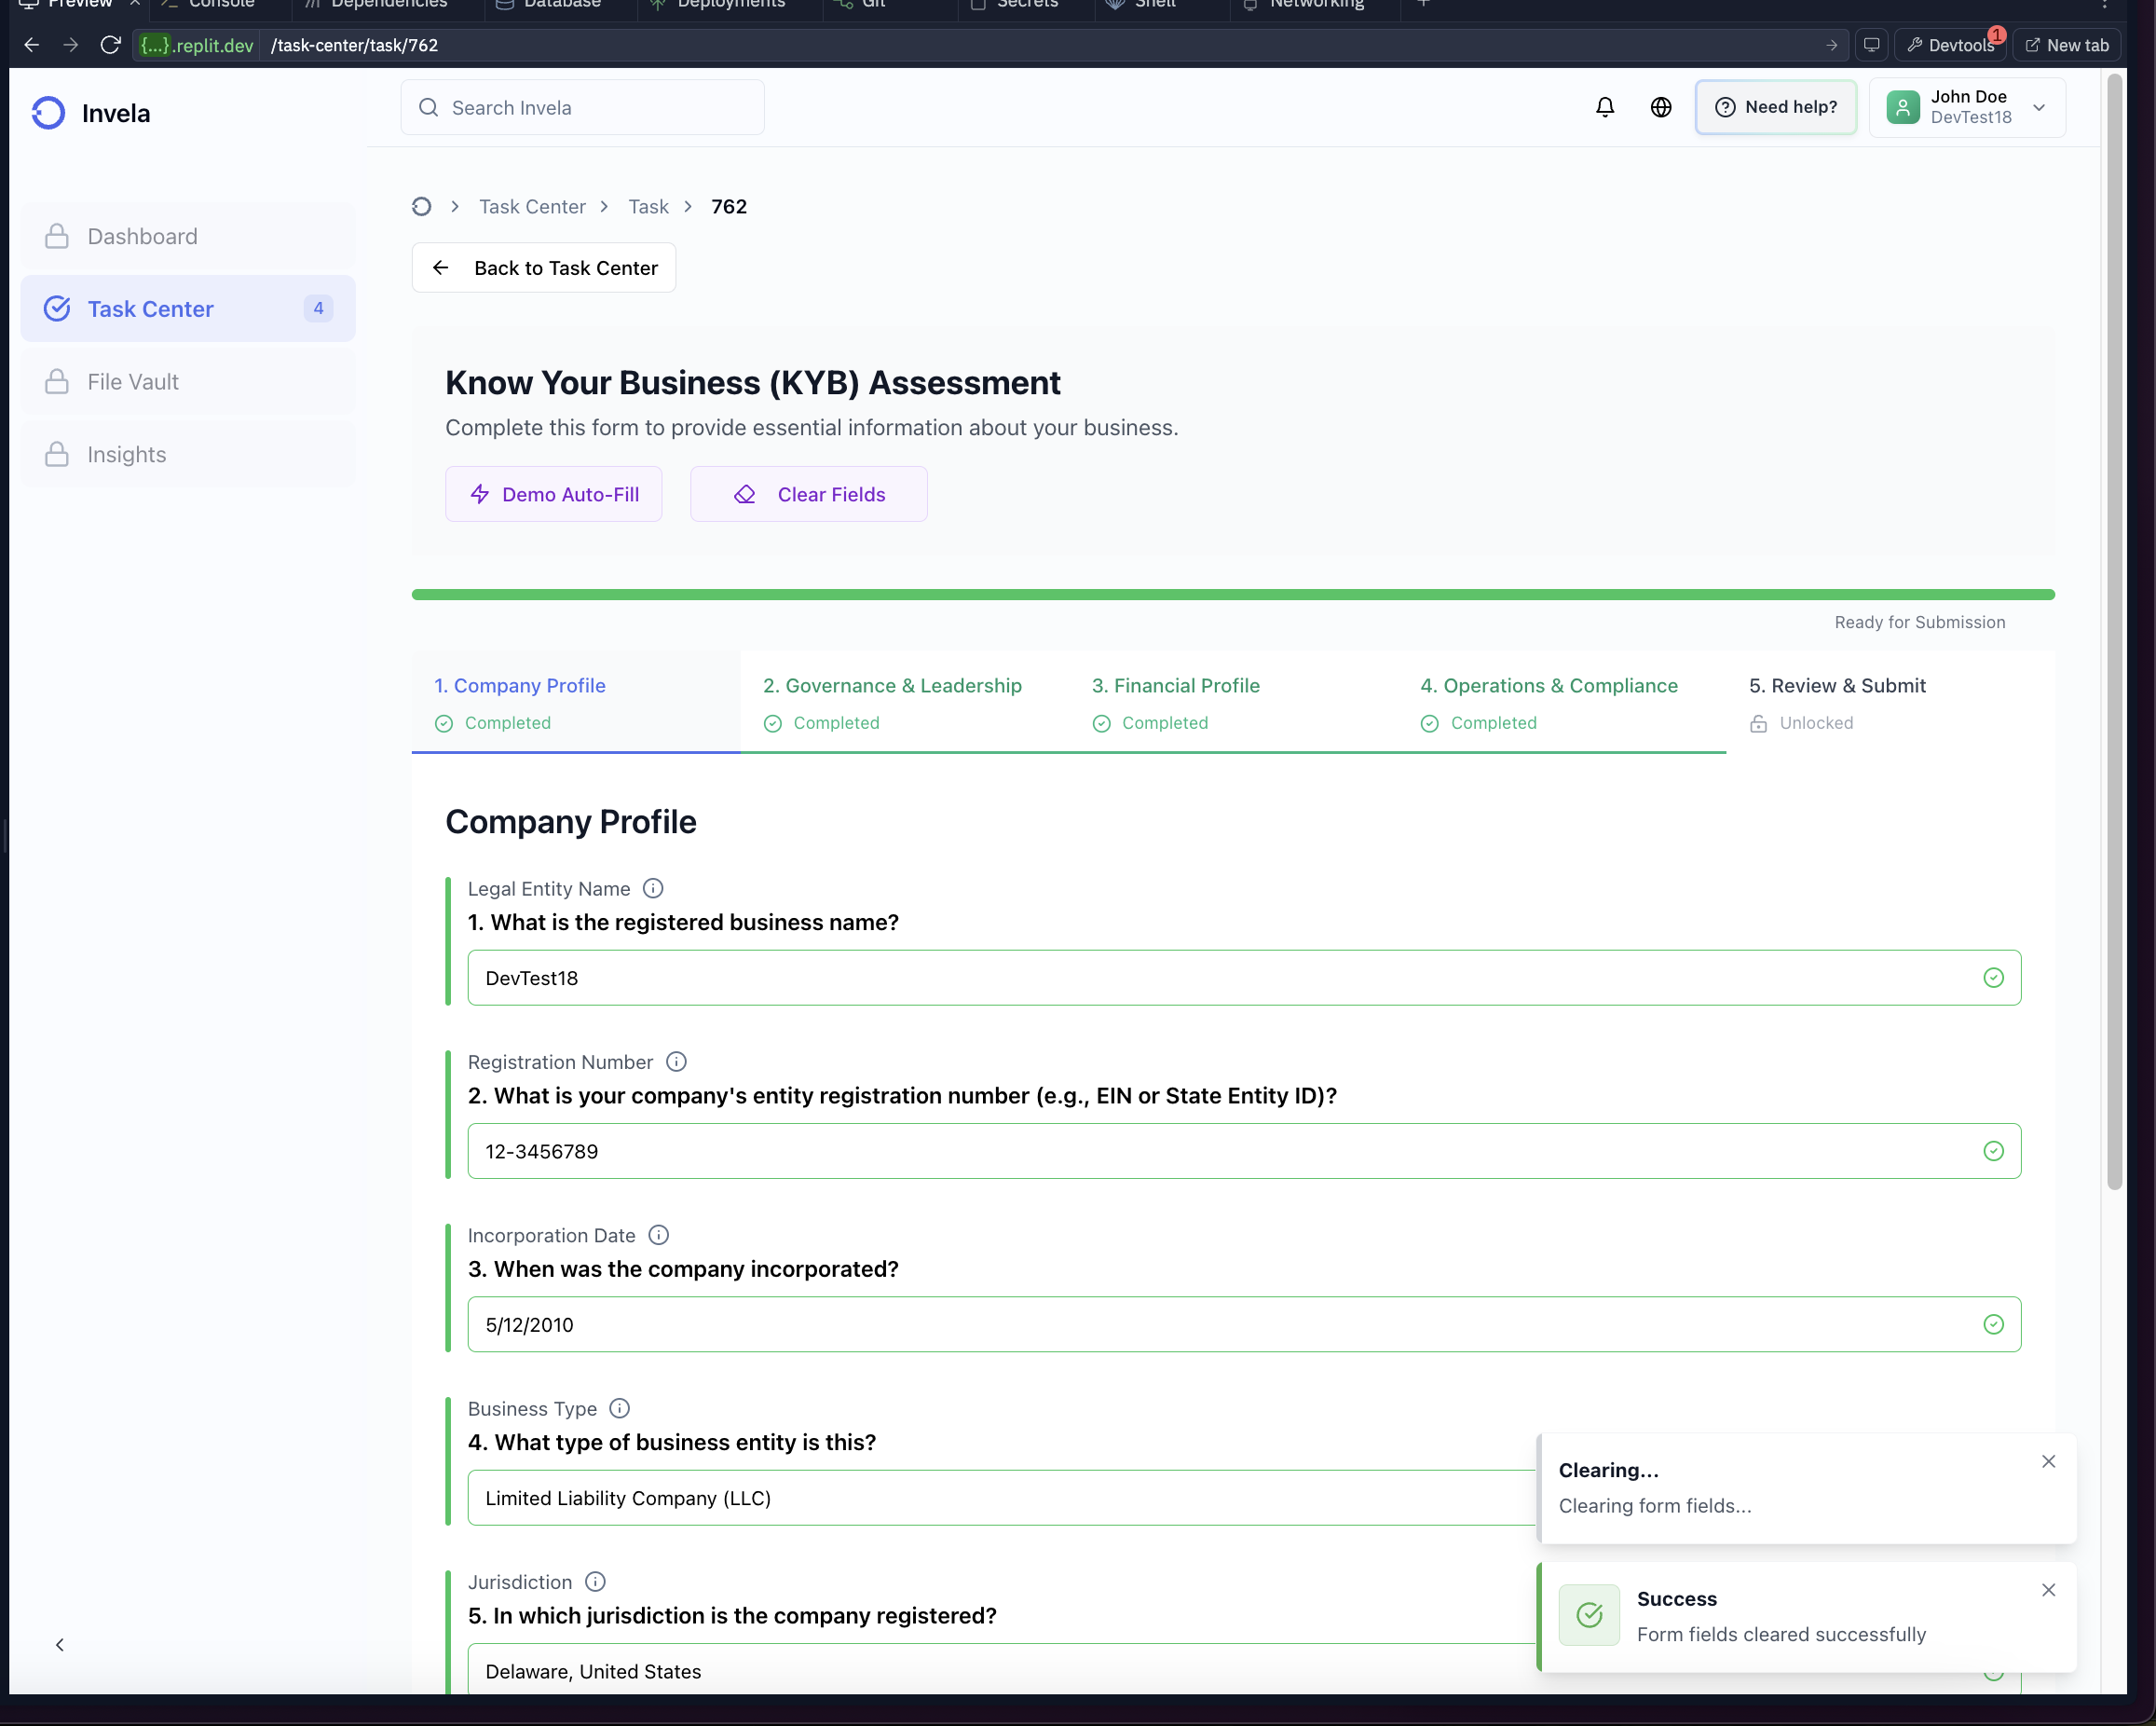 Preview
Console
Dependencies
Database
Deployments
Git
Secrets
Shell
Networking
{...}.replit.dev
/task-center/task/762
Devtools
1
New tab
Invela
Search Invela
Need help?
John Doe
DevTest18
Dashboard
Task Center
4
File Vault
Insights
Task Center
Task
762
Back to Task Center
Know Your Business (KYB) Assessment
Complete this form to provide essential information about your business.
Demo Auto-Fill
Clear Fields
Ready for Submission
1. Company Profile
Completed
2. Governance & Leadership
Completed
3. Financial Profile
Completed
4. Operations & Compliance
Completed
5. Review & Submit
Unlocked
Company Profile
Legal Entity Name
1. What is the registered business name?
DevTest18
Registration Number
2. What is your company's entity registration number (e.g., EIN or State Entity ID)?
12-3456789
Incorporation Date
3. When was the company incorporated?
5/12/2010
Business Type
4. What type of business entity is this?
Limited Liability Company (LLC)
Jurisdiction
5. In which jurisdiction is the company registered?
Delaware, United States
Clearing...
Clearing form fields...
Success
Form fields cleared successfully